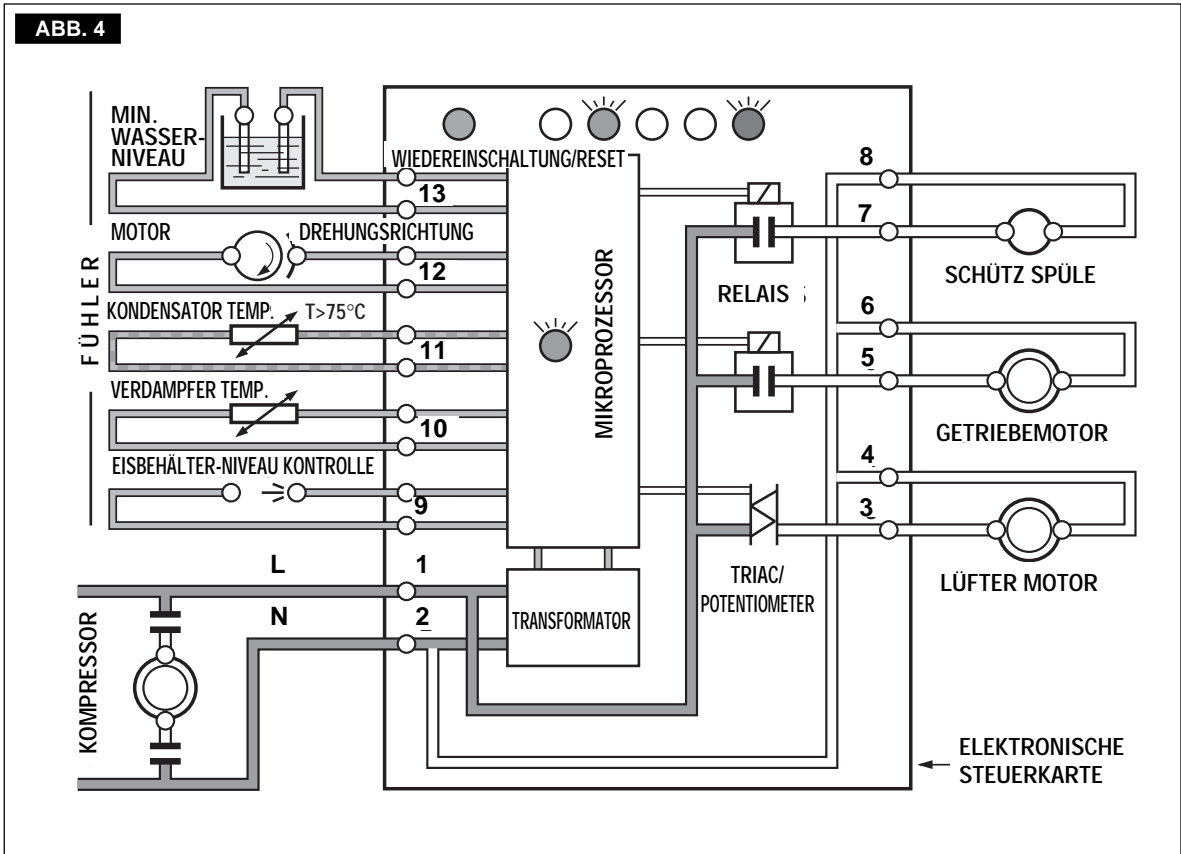 ABB. 4
MIN.
WASSER-
NIVEAU
WIEDEREINSCHALTUNG/RESET
13
MOTOR
DREHUNGSRICHTUNG
12
KONDENSATOR TEMP.
T>75°C
11
VERDAMPFER TEMP.
10
EISBEHÄLTER-NIVEAU KONTROLLE
9
FÜHLER
L
1
N
2
KOMPRESSOR
MIKROPROZESSOR
TRANSFORMATOR
RELAIS
TRIAC/
POTENTIOMETER
8
7
SCHÜTZ SPÜLE
6
5
GETRIEBEMOTOR
4
3
LÜFTER MOTOR
ELEKTRONISCHE
STEUERKARTE